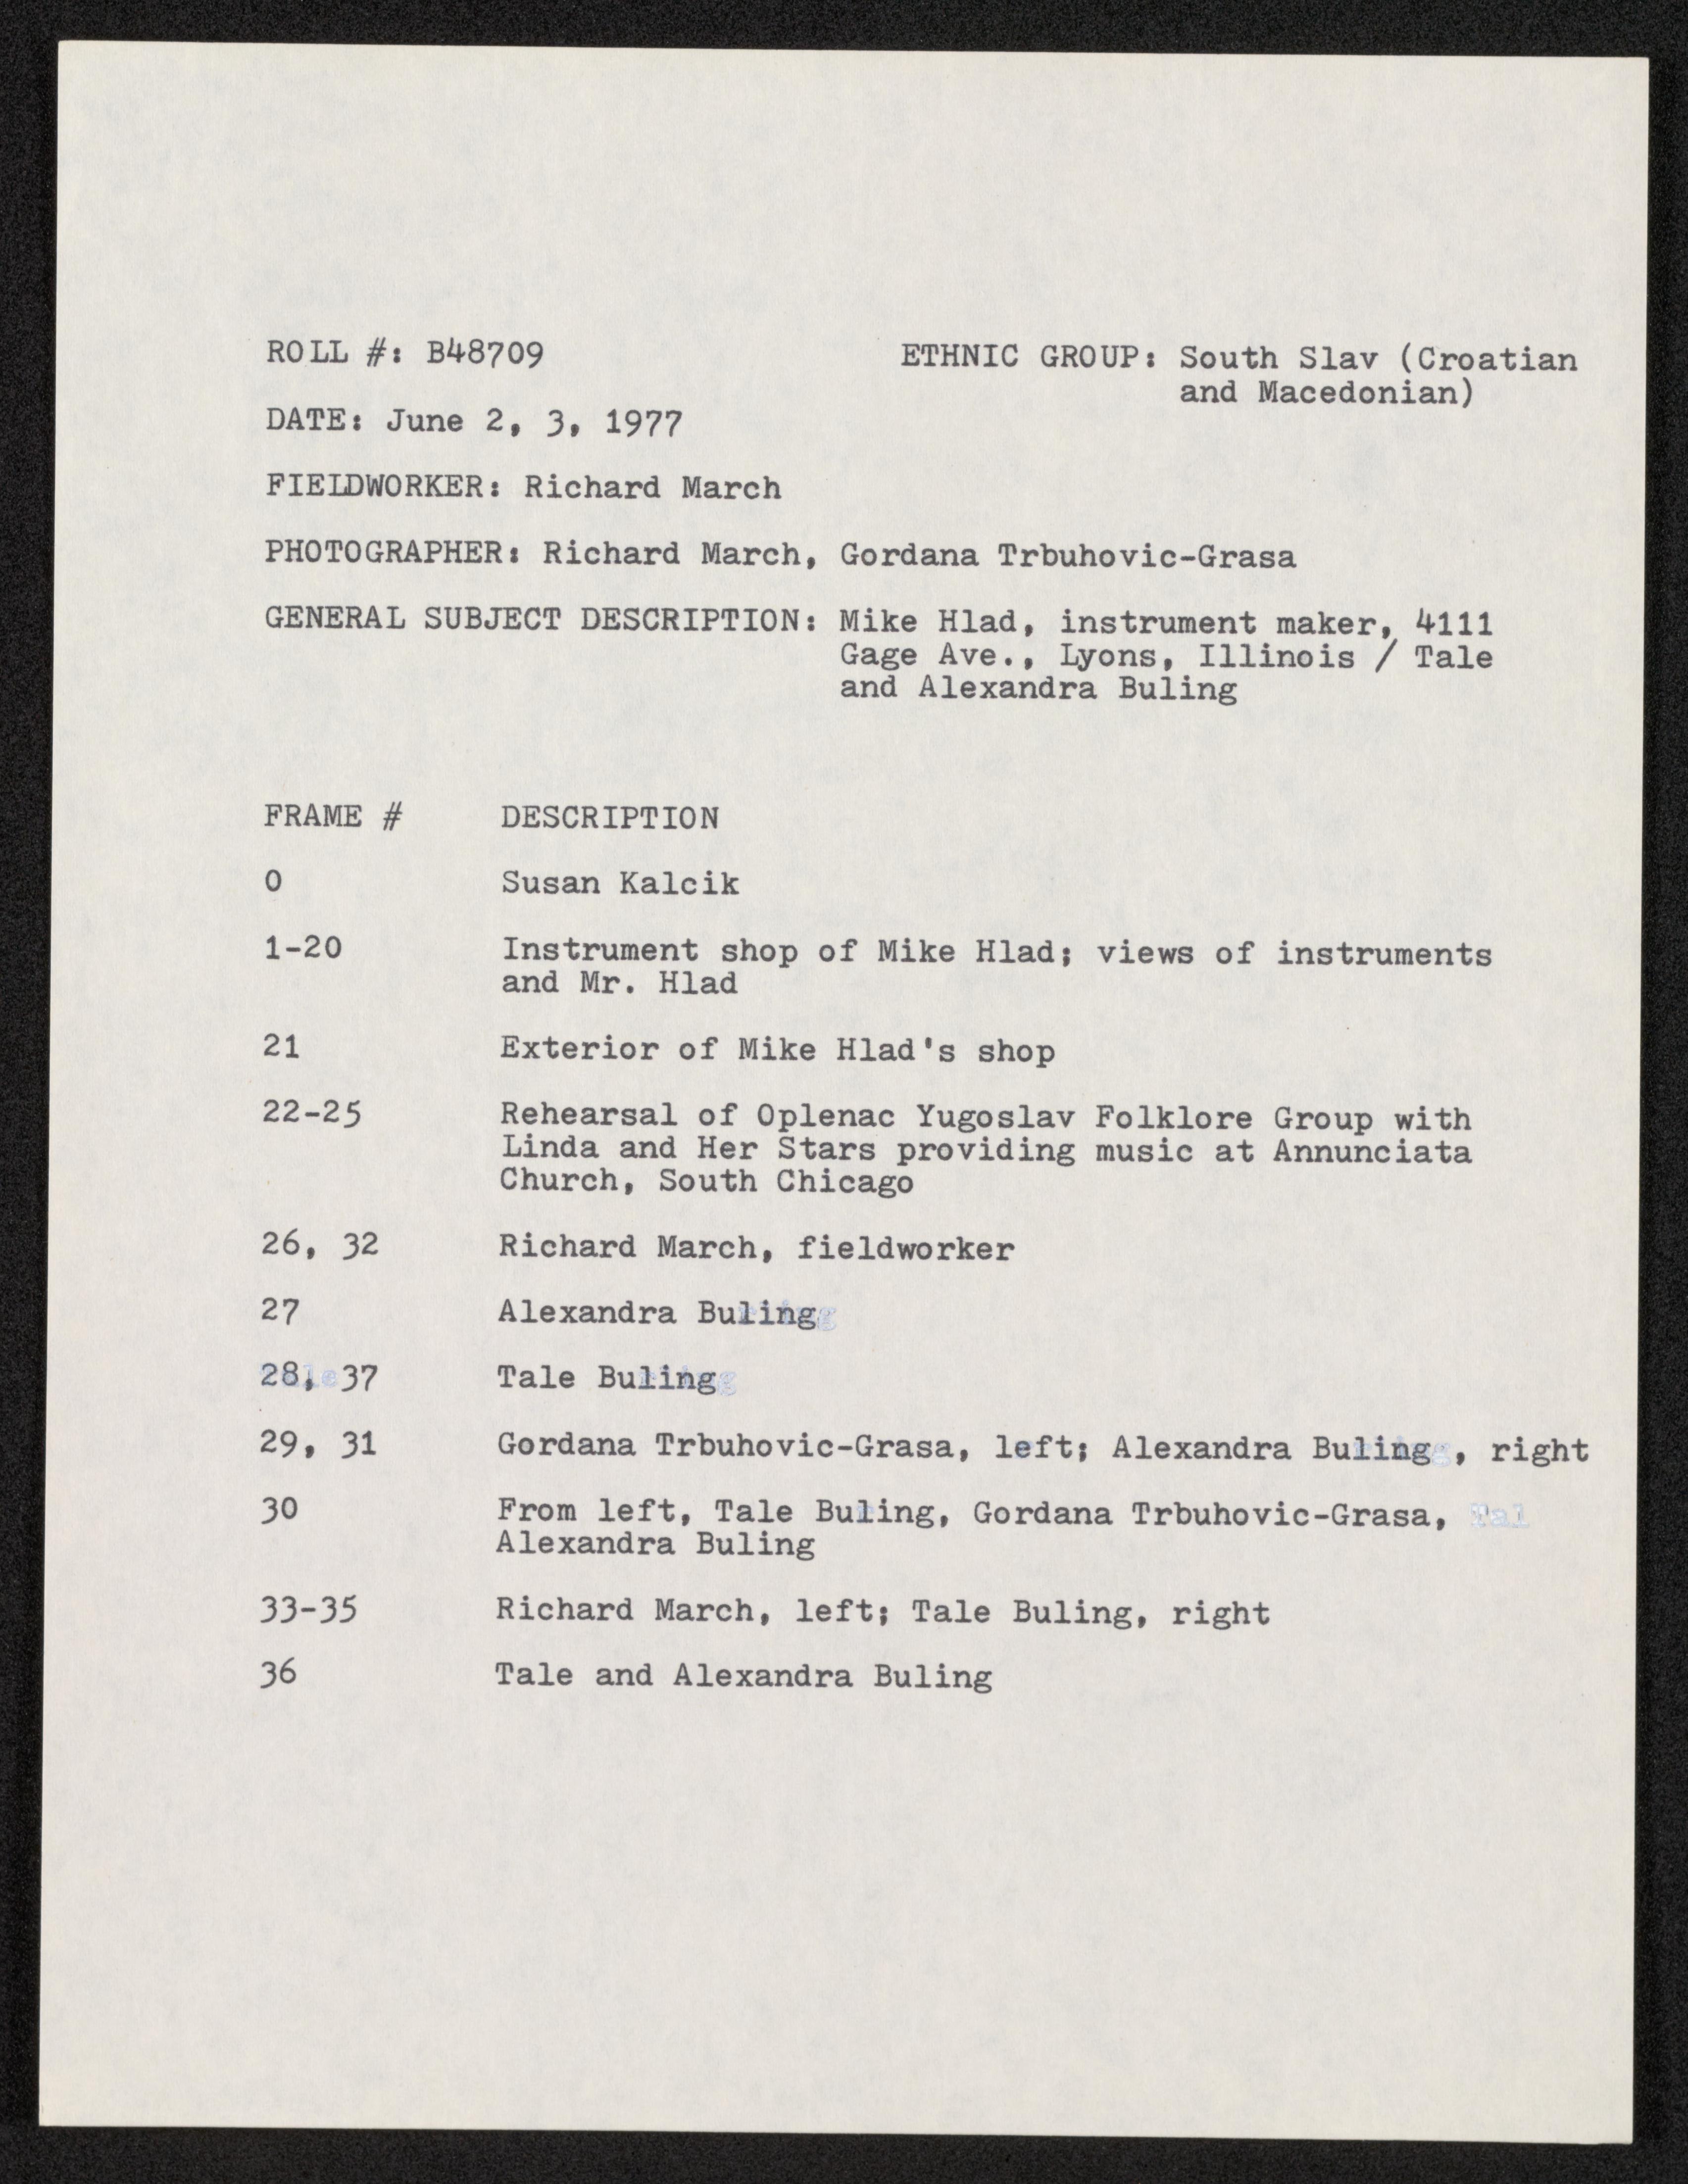 ROLL #: B48709
ETHNIC GROUP: South Slav (Croatian
and Macedonian)
DATE: June 2, 3, 1977
FIELDWORKER: Richard March
PHOTOGRAPHER: Richard March, Gordana Trbuhovic-Grasa
GENERAL SUBJECT DESCRIPTION: Mike Hlad, instrument maker, 4111
Gage Ave., Lyons, Illinois / Tale
and Alexandra Buling
FRAME # DESCRIPTION
0 Susan Kalcik
1-20 Instrument shop of Mike Hlad; views of instruments
and Mr. Hlad
21 Exterior of Mike Hlad's shop
22-25 Rehearsal of Oplenac Yugoslav Folklore Group with
Linda and Her Stars providing music at Annunciata
Church, South Chicago
26, 32 Richard March, fieldworker
27 Alexandra Buling
28, 37 Tale Buling
29, 31 Gordana Trbuhovic-Grasa, left; Alexandra Buling , right
30 From left, Tale Buling, Gordana Trbuhovic-Grasa,
Alexandra Buling
33-35 Richard March, left; Tale Buling, right
36 Tale and Alexandra Buling